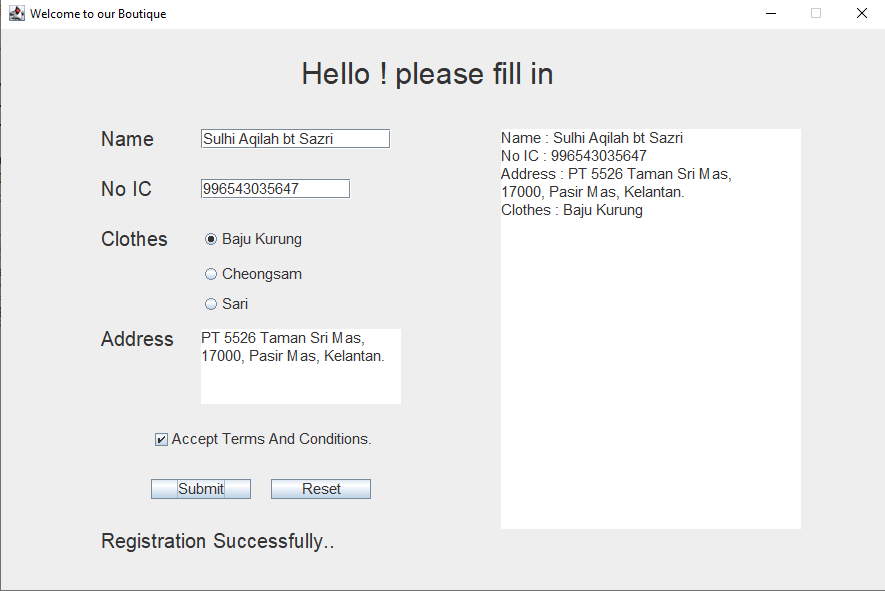 Welcome to our Boutique
Hello ! please fill in
Name
Sulhi Aqilah bt Sazri
No IC
996543035647
Clothes
Baju Kurung
Cheongsam
Sari
Address
PT 5526 Taman Sri Mas,
17000, Pasir Mas, Kelantan.
Accept Terms And Conditions.
Submit
Reset
Registration Successfully..
Name : Sulhi Aqilah bt Sazri
No IC : 996543035647
Address : PT 5526 Taman Sri Mas,
17000, Pasir Mas, Kelantan.
Clothes : Baju Kurung